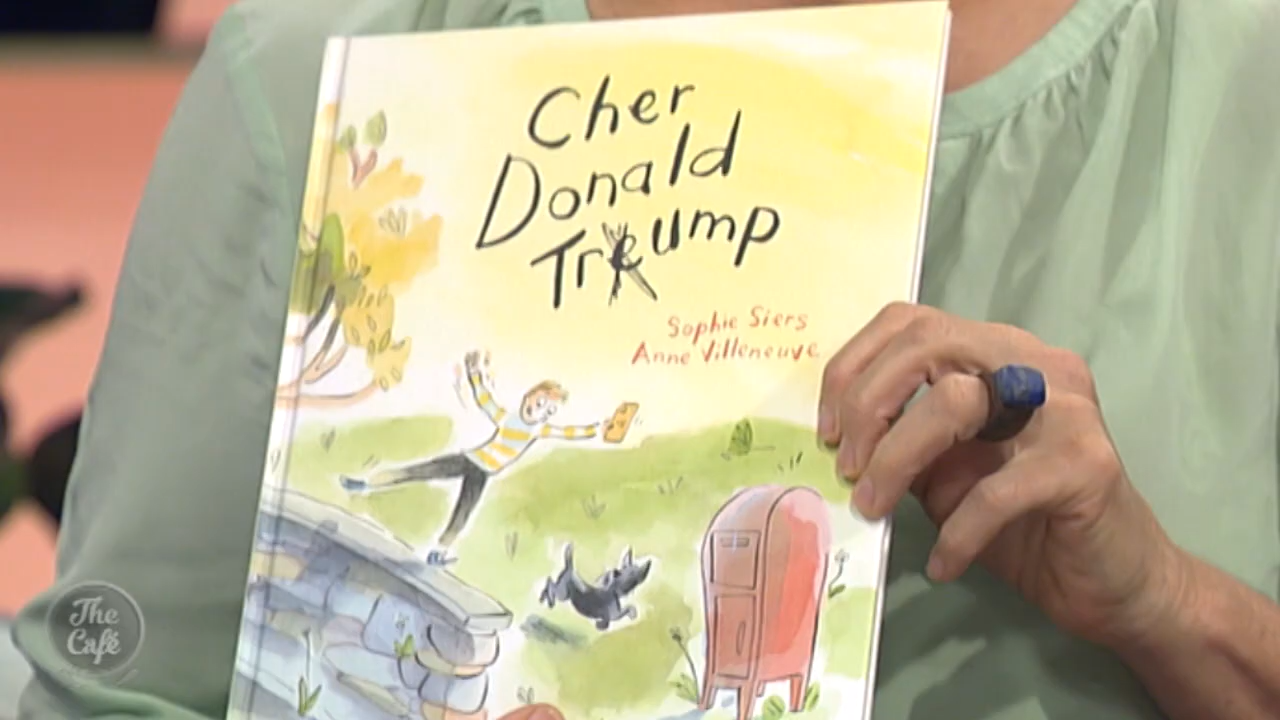 Cher
Donald
Trump
Sophie Siers
Anne Villeneuve
The
Café